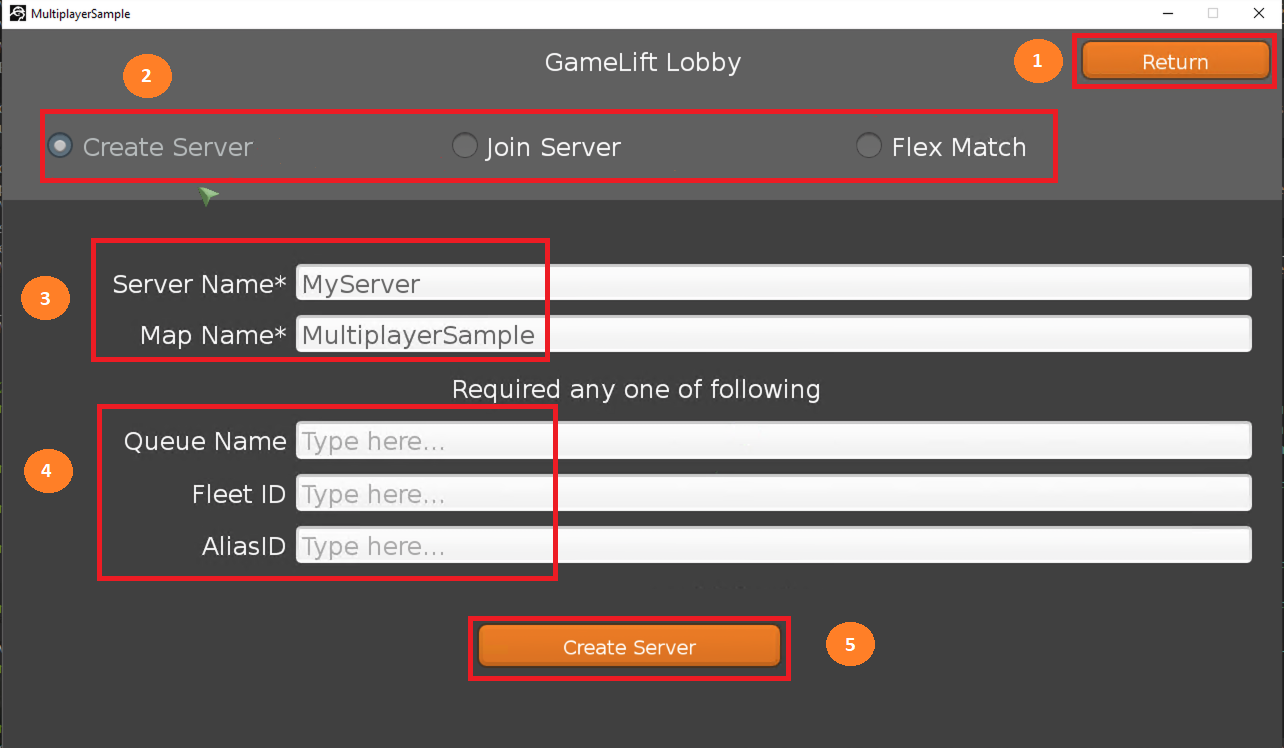 MultiplayerSample
GameLift Lobby
1
Return
2
Create Server
Join Server
Flex Match
3
Server Name* MyServer
Map Name* MultiplayerSample
Required any one of following
4
Queue Name Type here...
Fleet ID Type here...
AliasID Type here...
Create Server
5